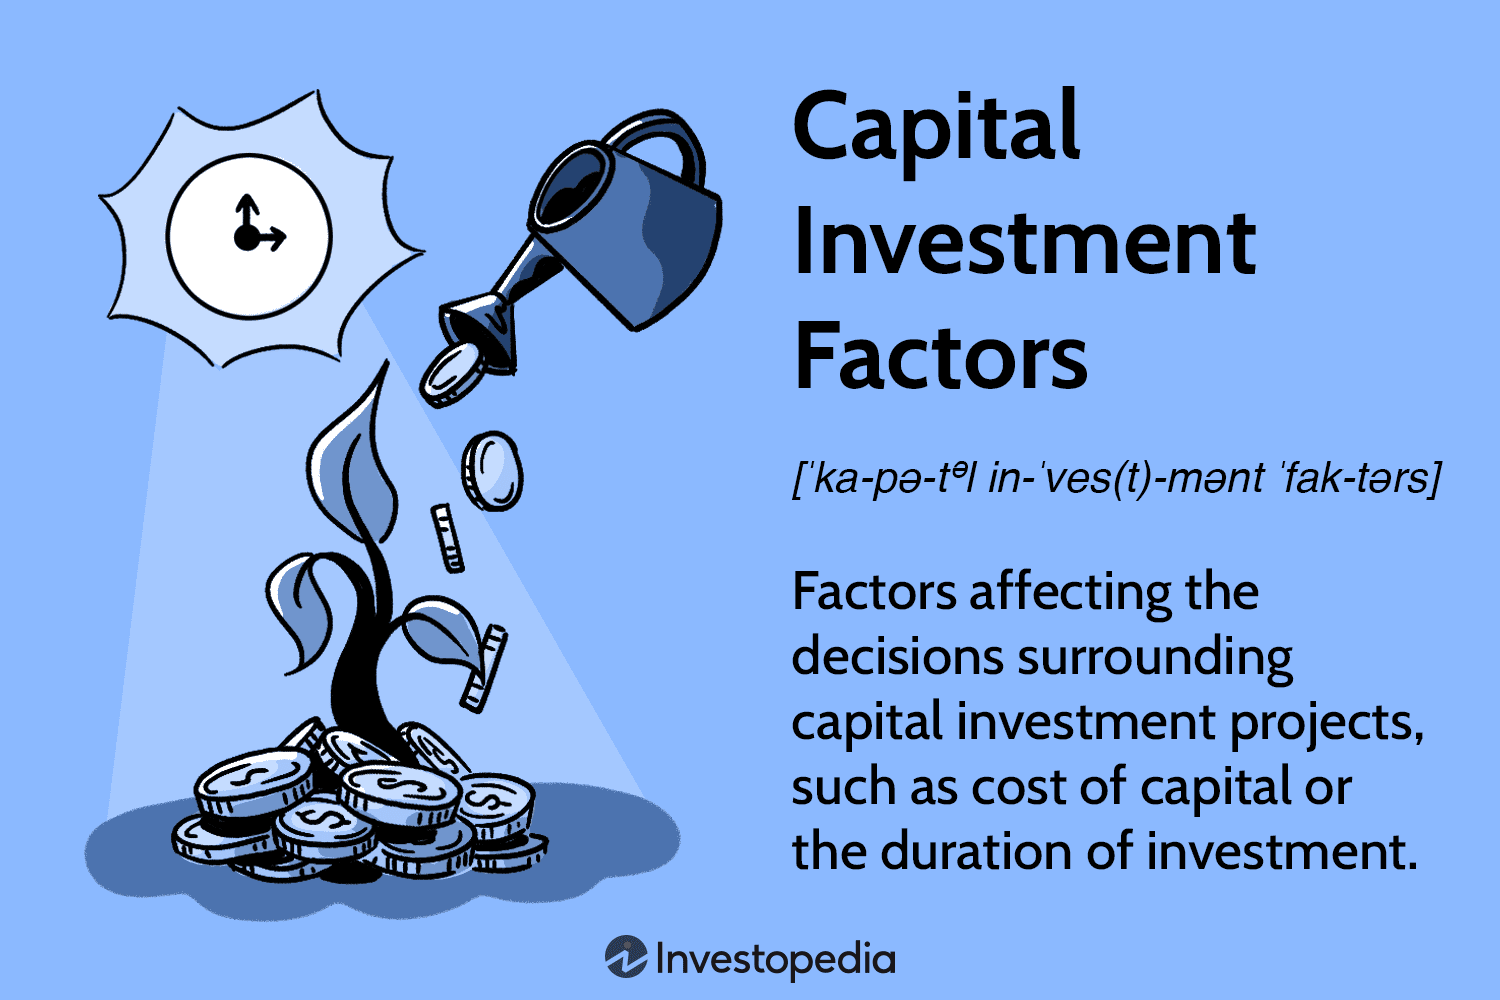 Capital
Investment
Factors
[ˈka-pə-tᵊl in-ˈves(t)-mənt ˈfak-tərs]
Factors affecting the
decisions surrounding
capital investment projects,
such as cost of capital or
the duration of investment.
Investopedia